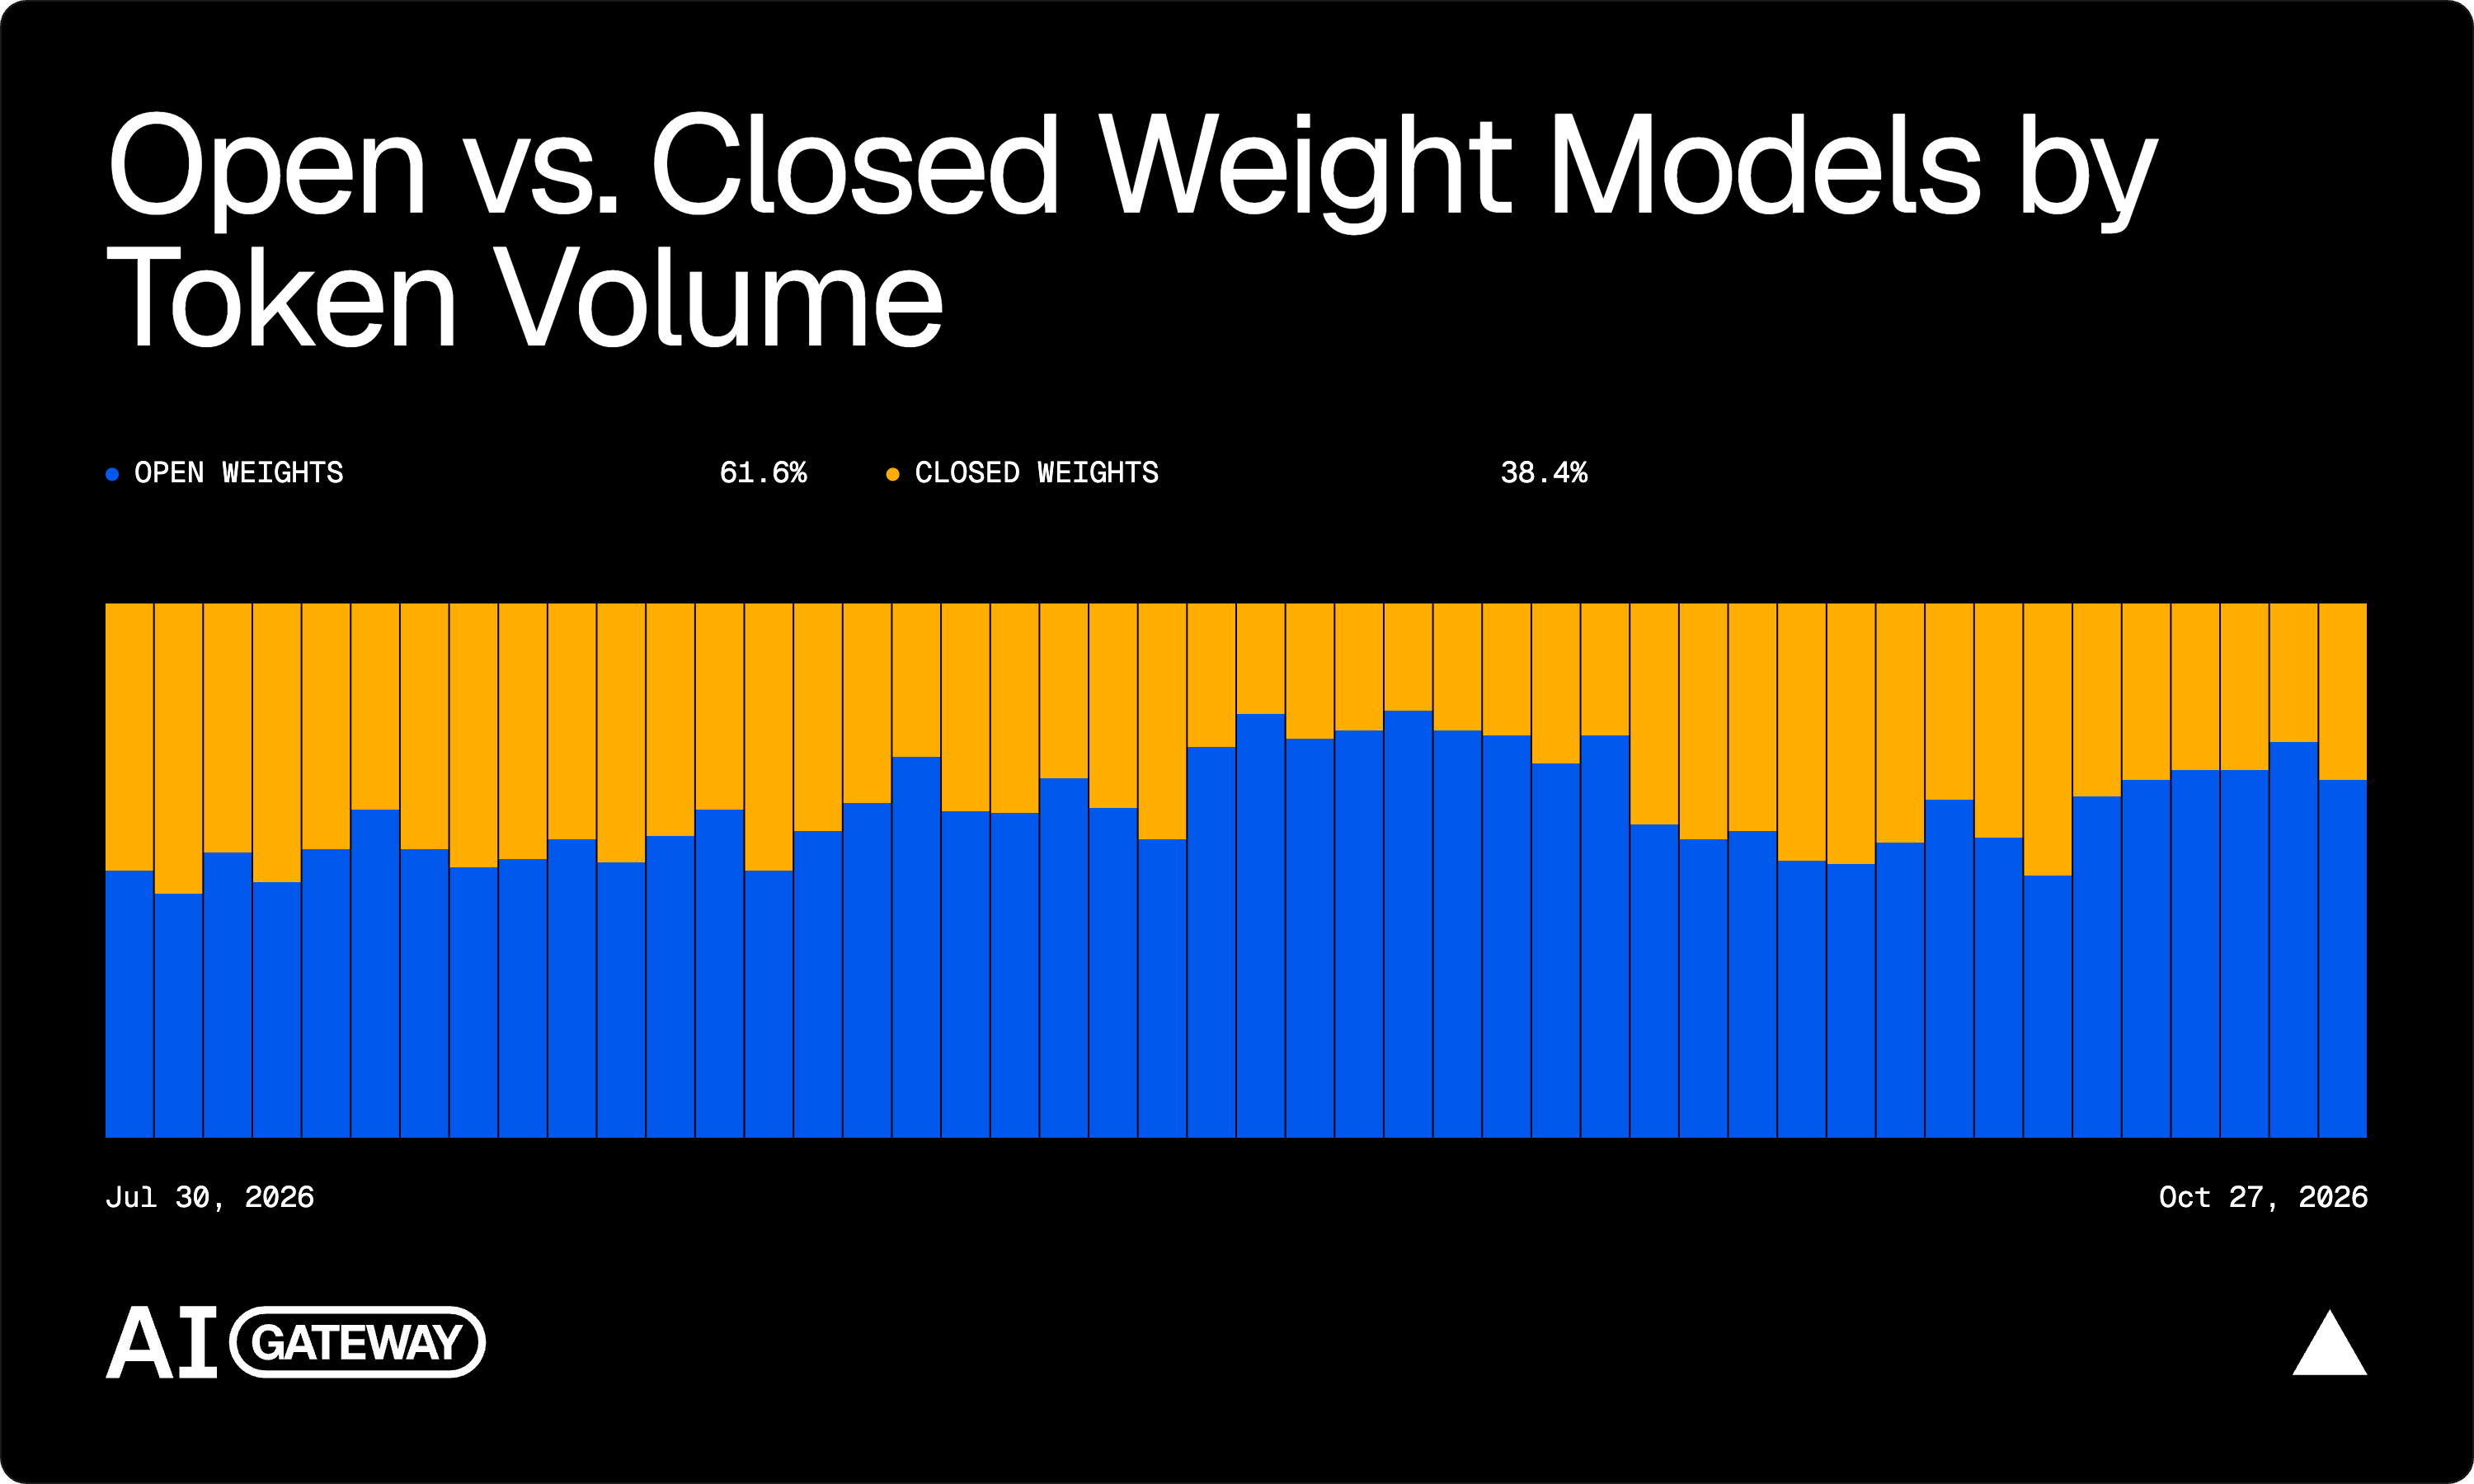 Open vs. Closed Weight Models by
Token Volume
OPEN WEIGHTS 61.6% CLOSED WEIGHTS 38.4%
Jul 30, 2026 Oct 27, 2026
AI GATEWAY